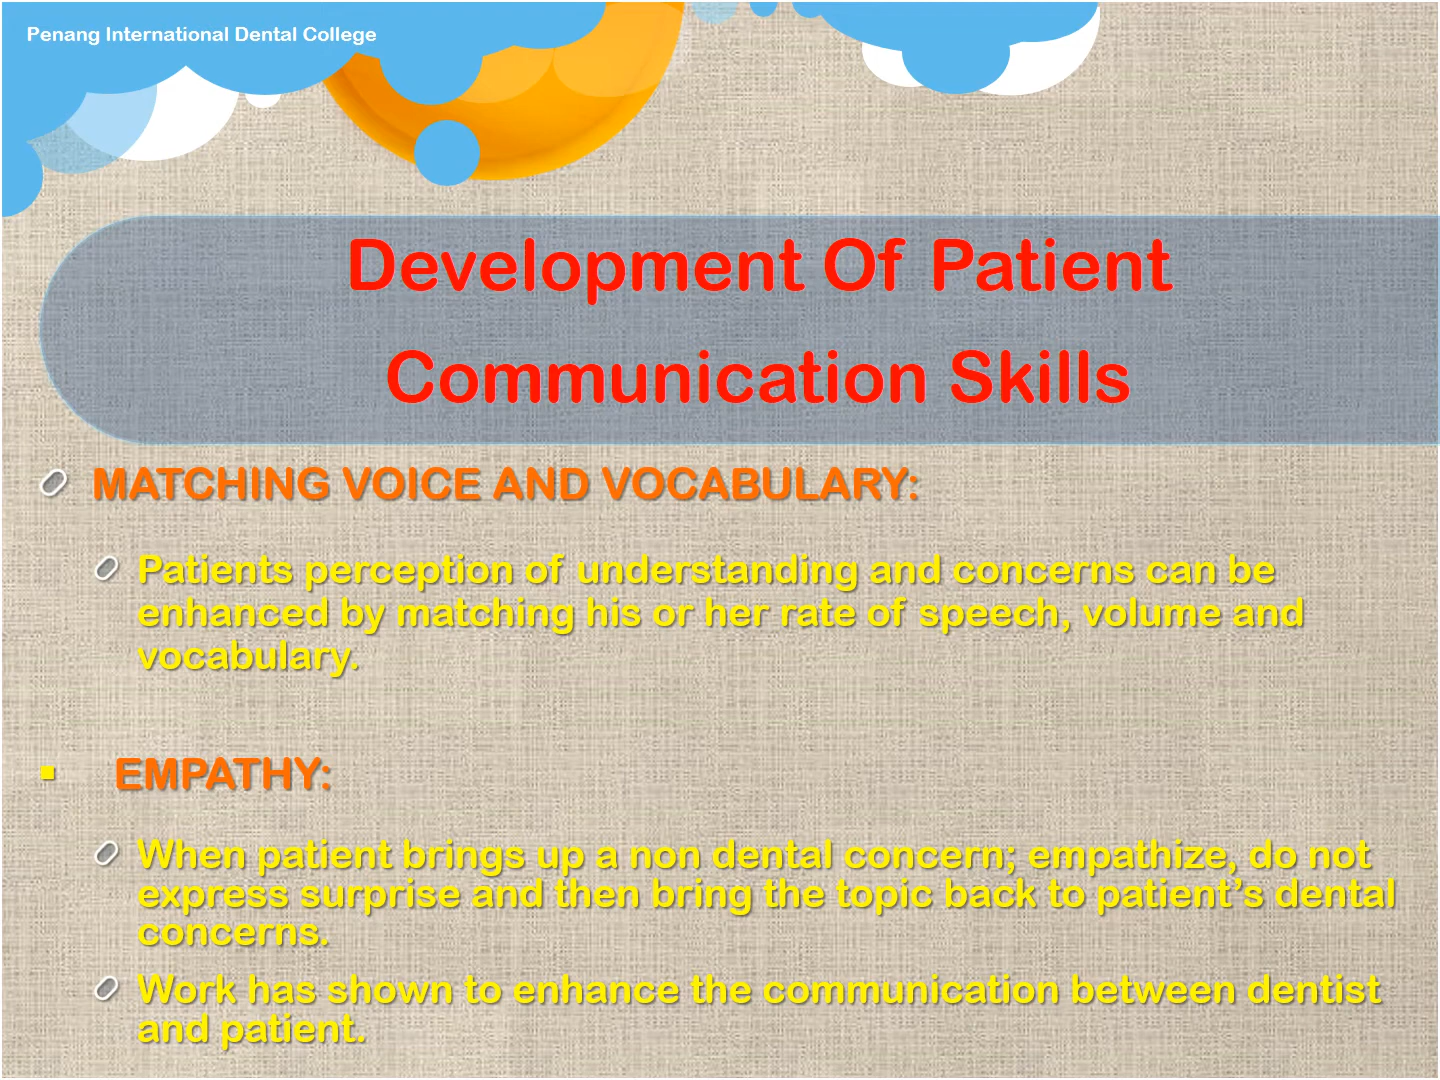 Penang International Dental College
Development Of Patient
Communication Skills
MATCHING VOICE AND VOCABULARY:
Patients perception of understanding and concerns can be
enhanced by matching his or her rate of speech, volume and
vocabulary.
EMPATHY:
When patient brings up a non dental concern; empathize, do not
express surprise and then bring the topic back to patient’s dental
concerns.
Work has shown to enhance the communication between dentist
and patient.